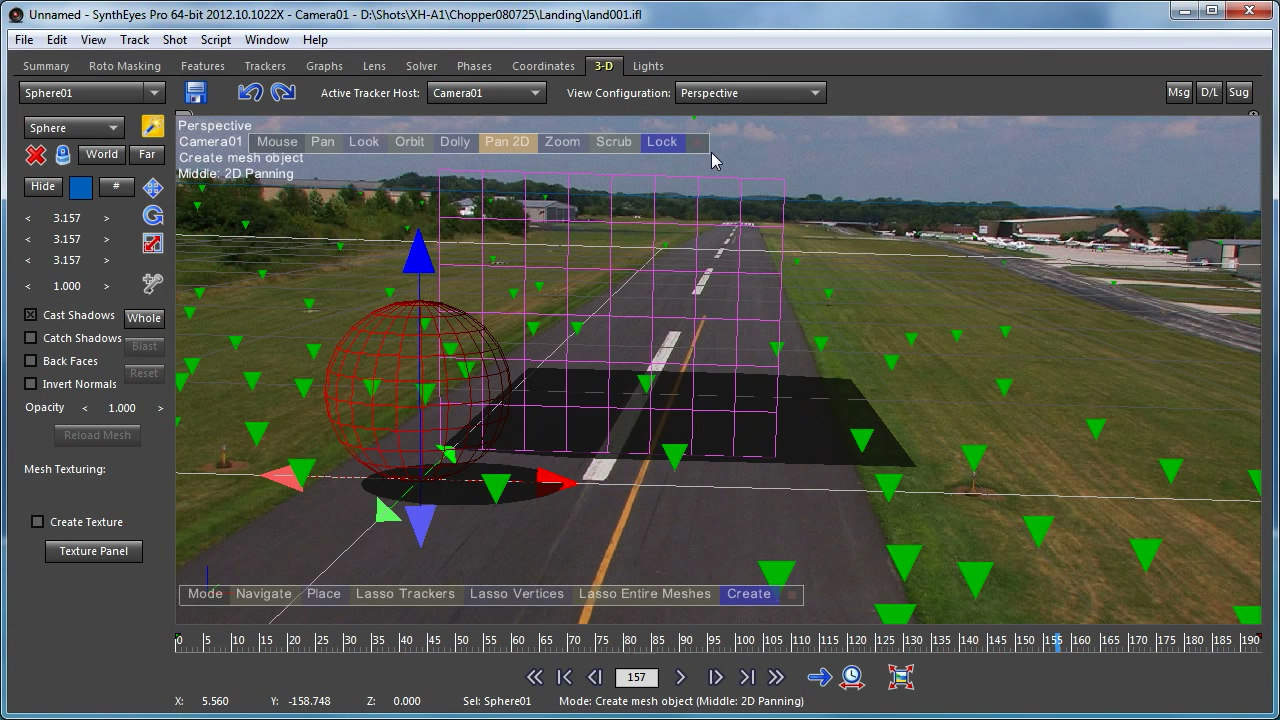 Unnamed - SynthEyes Pro 64-bit 2012.10.1022X - Camera01 - D:\Shots\XH-A1\Chopper080725\Landing\land001.ifl
File Edit View Track Shot Script Window Help
Summary Roto Masking Features Trackers Graphs Lens Solver Phases Coordinates 3-D Lights
Sphere01 Active Tracker Host: Camera01 View Configuration: Perspective Msg D/L Sug
Sphere
World Far
Hide #
< 3.157 >
< 3.157 >
< 3.157 >
< 1.000 >
Cast Shadows Whole
Catch Shadows Blast
Back Faces
Invert Normals Reset
Opacity < 1.000 >
Reload Mesh
Mesh Texturing:
Create Texture
Texture Panel
Perspective
Camera01 Mouse Pan Look Orbit Dolly Pan 2D Zoom Scrub Lock
Create mesh object
Middle: 2D Panning
Mode Navigate Place Lasso Trackers Lasso Vertices Lasso Entire Meshes Create
0 5 10 15 20 25 30 35 40 45 50 55 60 65 70 75 80 85 90 95 100 105 110 115 120 125 130 135 140 145 150 155 160 165 170 175 180 185 190
157
X: 5.560 Y: -158.748 Z: 0.000 Sel: Sphere01 Mode: Create mesh object (Middle: 2D Panning)